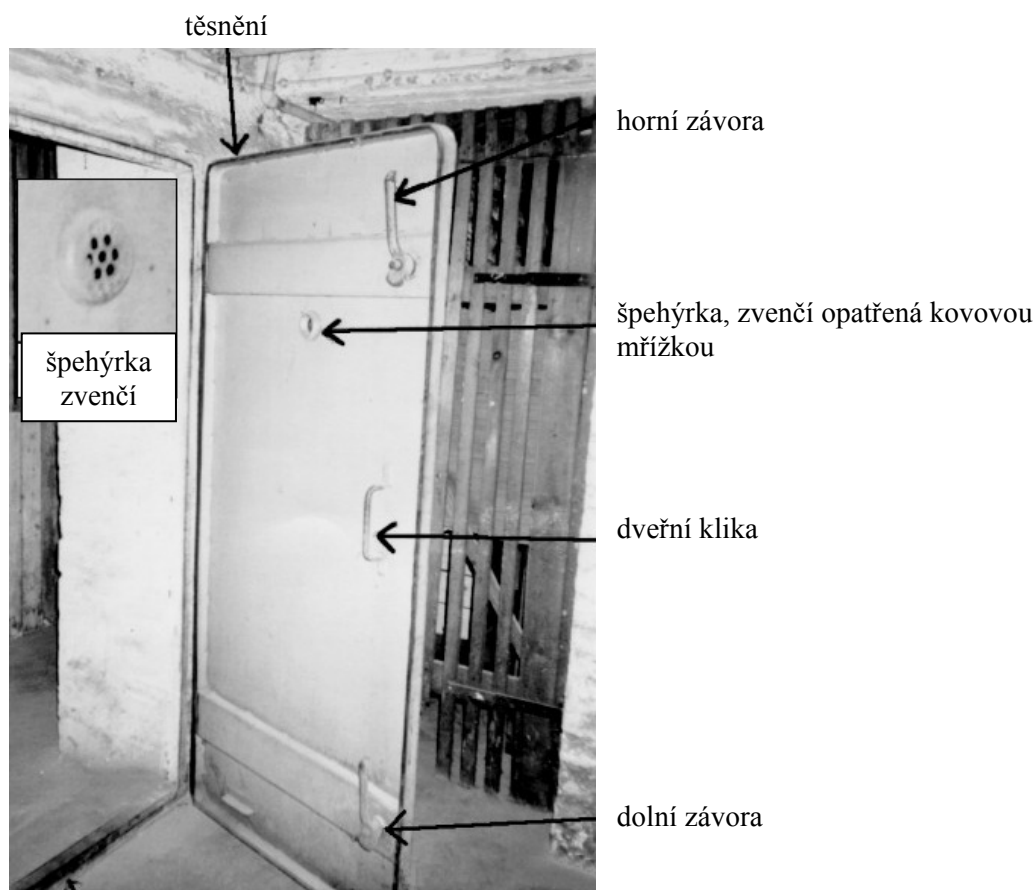 těsnění
horní závora
špehýrka, zvenčí opatřená kovovou
mřížkou
špehýrka
zvenčí
dveřní klika
dolní závora